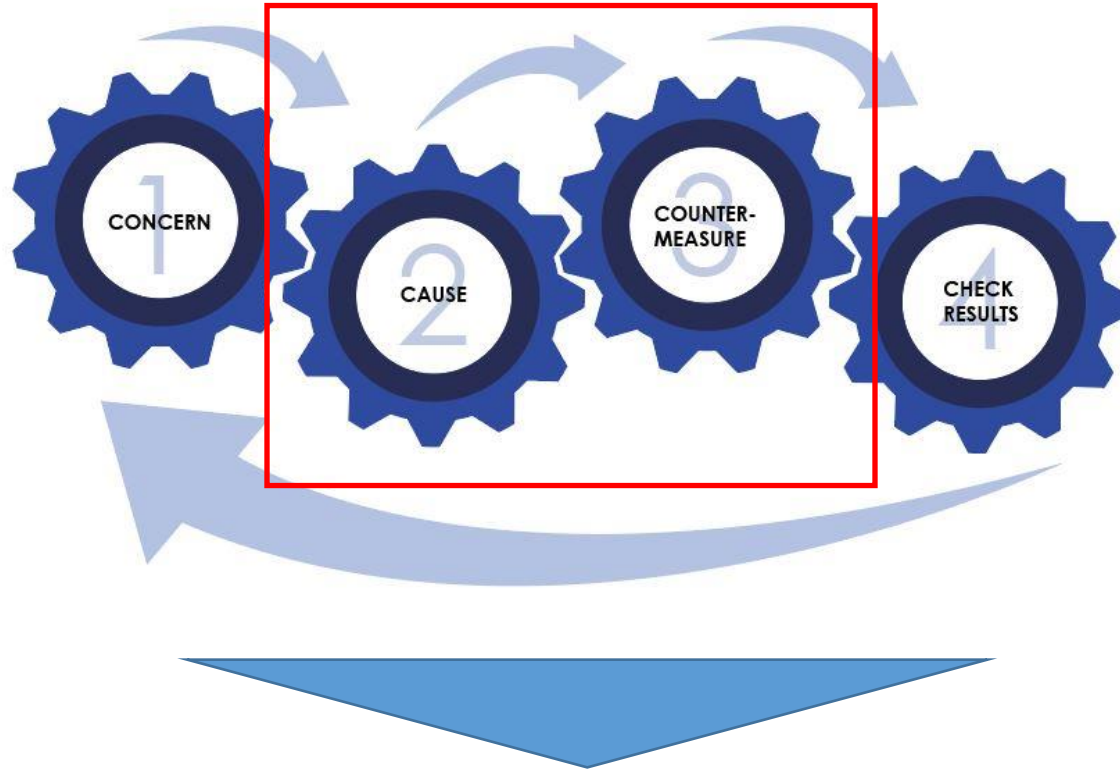 1
CONCERN
2
CAUSE
3
COUNTER-
MEASURE
4
CHECK
RESULTS